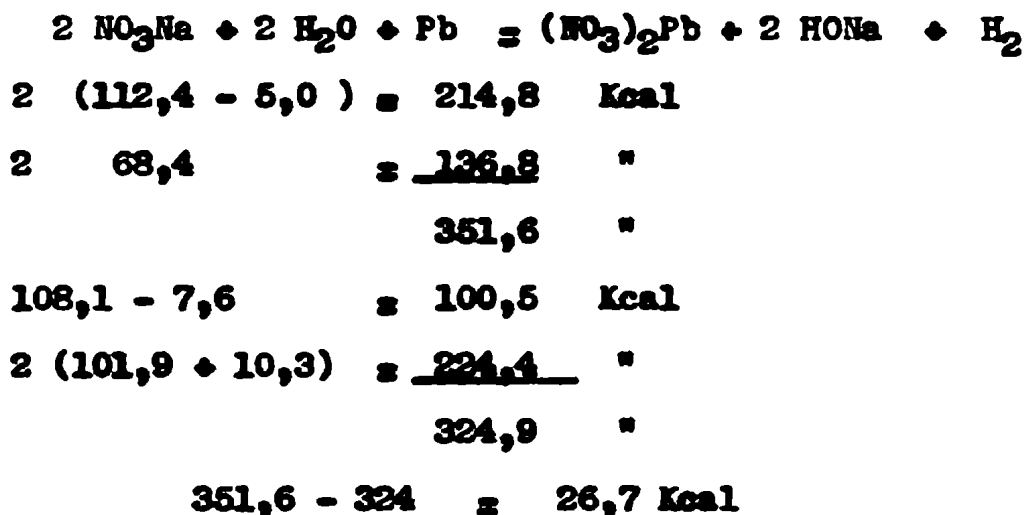 2 NO3Na + 2 H2O + Pb = (NO3)2Pb + 2 HONa + H2
2 (112,4 - 5,0 ) = 214,8 Kcal
2 68,4 = 136,8 "
351,6 "
108,1 - 7,6 = 100,5 Kcal
2 (101,9 + 10,3) = 224,4 "
324,9 "
351,6 - 324 = 26,7 Kcal